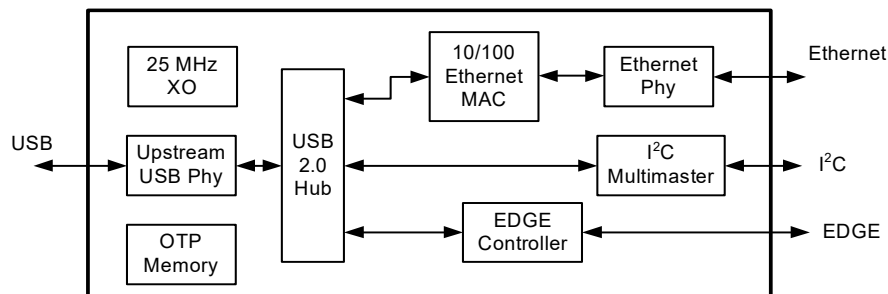 25 MHz
XO
10/100
Ethernet
MAC
Ethernet
Phy
Ethernet
USB
Upstream
USB Phy
USB
2.0
Hub
I²C
Multimaster
I²C
OTP
Memory
EDGE
Controller
EDGE